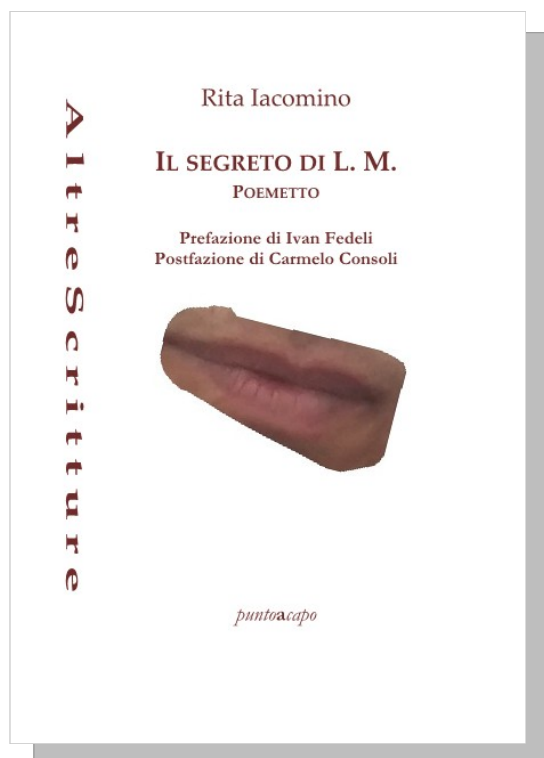 Rita Iacomino
IL SEGRETO DI L. M.
POEMETTO
Prefazione di Ivan Fedeli
Postfazione di Carmelo Consoli
AltreScritture
puntoacapo